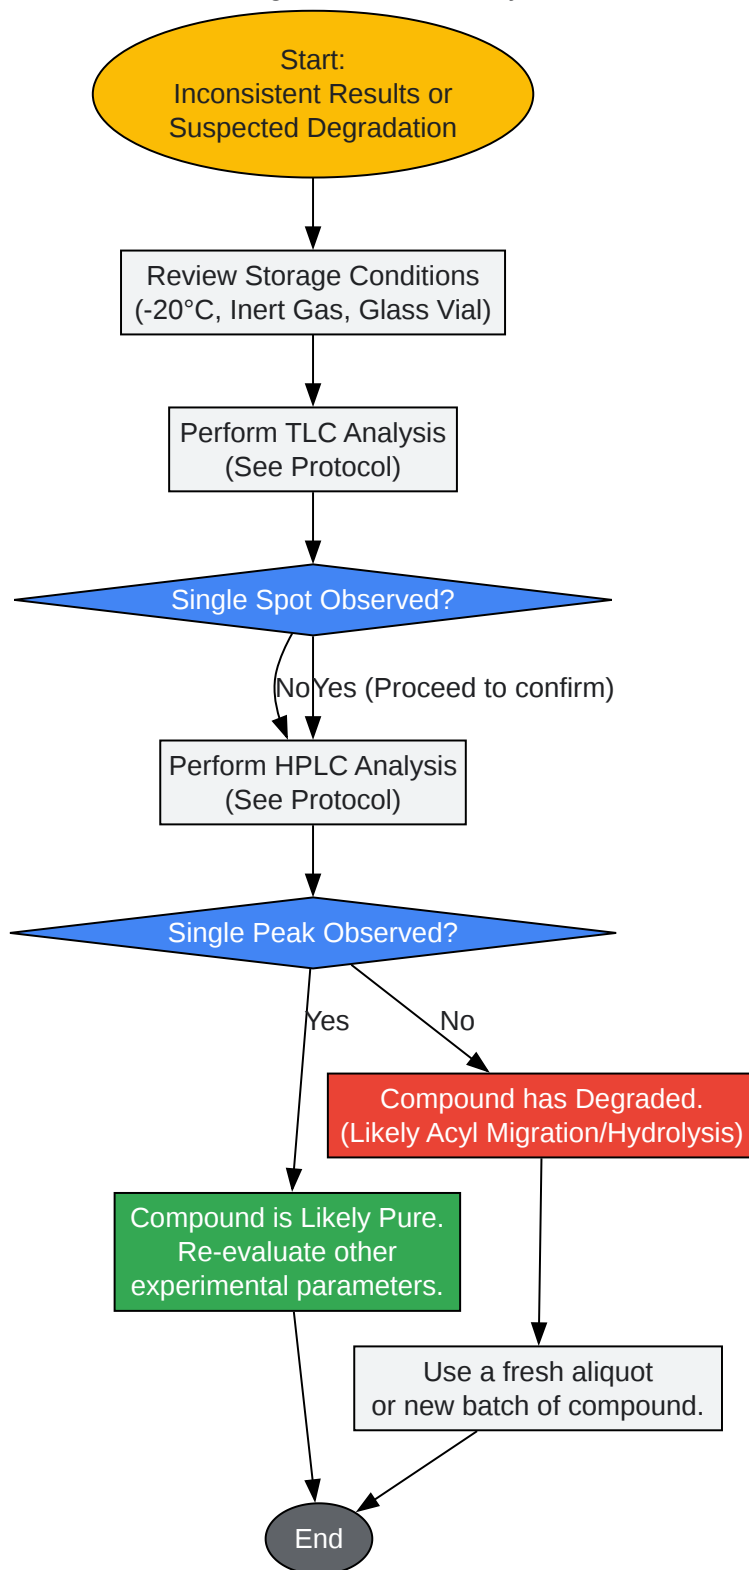 Start:
Inconsistent Results or
Suspected Degradation
Review Storage Conditions
(-20°C, Inert Gas, Glass Vial)
Perform TLC Analysis
(See Protocol)
Single Spot Observed?
No
Yes (Proceed to confirm)
Perform HPLC Analysis
(See Protocol)
Single Peak Observed?
Yes
No
Compound has Degraded.
(Likely Acyl Migration/Hydrolysis)
Compound is Likely Pure.
Re-evaluate other
experimental parameters.
Use a fresh aliquot
or new batch of compound.
End